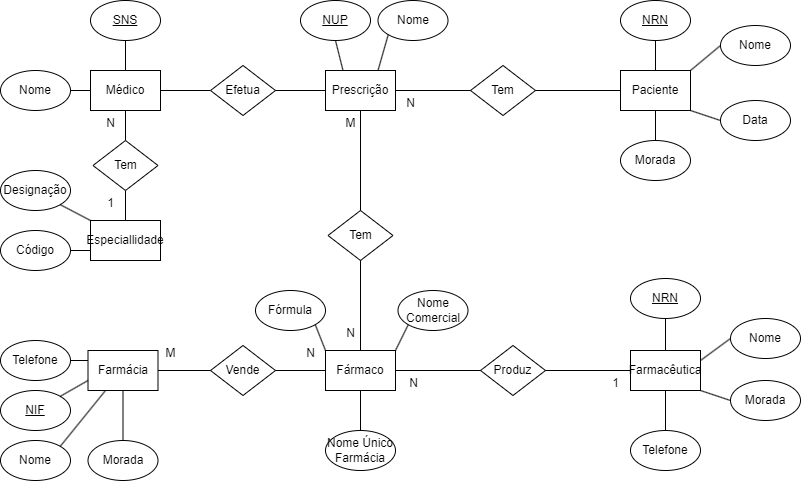 SNS
NUP
Nome
NRN
Nome
Nome
Médico
Efetua
Prescrição
N
Tem
Paciente
N
M
Data
Tem
Morada
Designação
1
Código
Especiallidade
Tem
NRN
Fórmula
Nome
Comercial
N
Nome
Telefone
M
N
Farmácia
Vende
Fármaco
N
Produz
1
Farmacêutica
NIF
Morada
Nome
Morada
Nome Único
Farmácia
Telefone